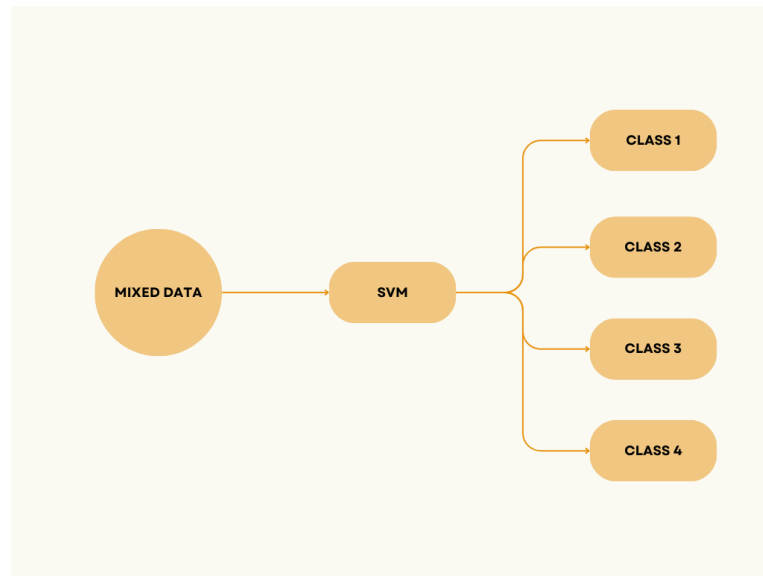 MIXED DATA
SVM
CLASS 1
CLASS 2
CLASS 3
CLASS 4